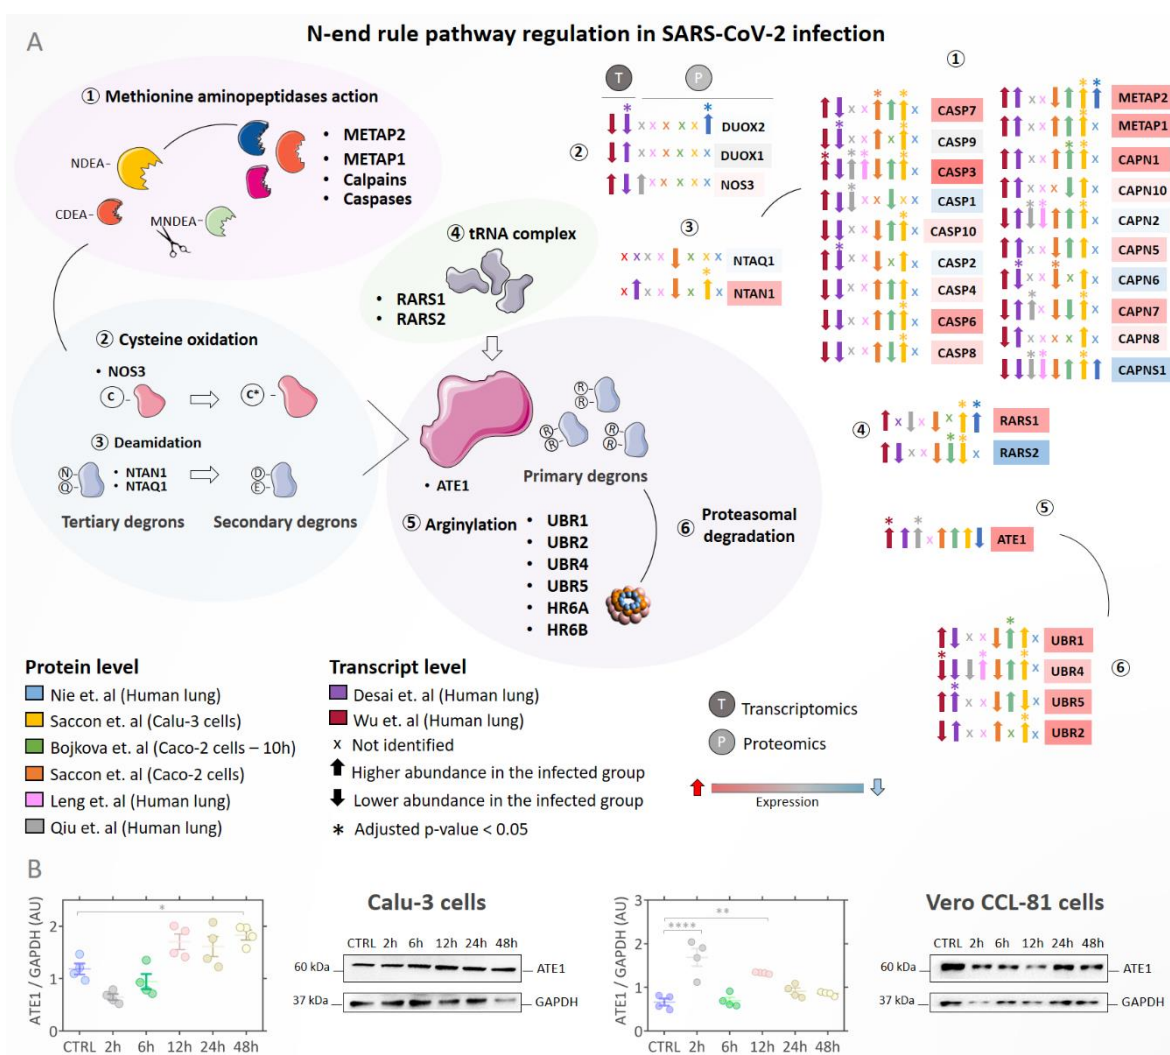 A
N-end rule pathway regulation in SARS-CoV-2 infection
① Methionine aminopeptidases action
• METAP2
• METAP1
• Calpains
• Caspases
NDEA-
CDEA-
MNDEA-
④ tRNA complex
• RARS1
• RARS2
② Cysteine oxidation
• NOS3
C
C*
③ Deamidation
N
Q
• NTAN1
• NTAQ1
D
E
Tertiary degrons
Secondary degrons
• ATE1
R
R
R
R
R
R
Primary degrons
⑤ Arginylation
• UBR1
• UBR2
• UBR4
• UBR5
• HR6A
• HR6B
⑥ Proteasomal
degradation
T
P
②
DUOX2
DUOX1
NOS3
③
NTAQ1
NTAN1
①
CASP7
CASP9
CASP3
CASP1
CASP10
CASP2
CASP4
CASP6
CASP8
METAP2
METAP1
CAPN1
CAPN10
CAPN2
CAPN5
CAPN6
CAPN7
CAPN8
CAPNS1
④
RARS1
RARS2
⑤
ATE1
⑥
UBR1
UBR4
UBR5
UBR2
Protein level
Nie et. al (Human lung)
Saccon et. al (Calu-3 cells)
Bojkova et. al (Caco-2 cells – 10h)
Saccon et. al (Caco-2 cells)
Leng et. al (Human lung)
Qiu et. al (Human lung)
Transcript level
Desai et. al (Human lung)
Wu et. al (Human lung)
x Not identified
Higher abundance in the infected group
Lower abundance in the infected group
* Adjusted p-value < 0.05
T Transcriptomics
P Proteomics
Expression
B
ATE1 / GAPDH (AU)
2
1
0
*
CTRL 2h 6h 12h 24h 48h
Calu-3 cells
CTRL 2h 6h 12h 24h 48h
60 kDa
ATE1
37 kDa
GAPDH
ATE1 / GAPDH (AU)
3
2
1
0
**
****
CTRL 2h 6h 12h 24h 48h
Vero CCL-81 cells
CTRL 2h 6h 12h 24h 48h
60 kDa
ATE1
37 kDa
GAPDH